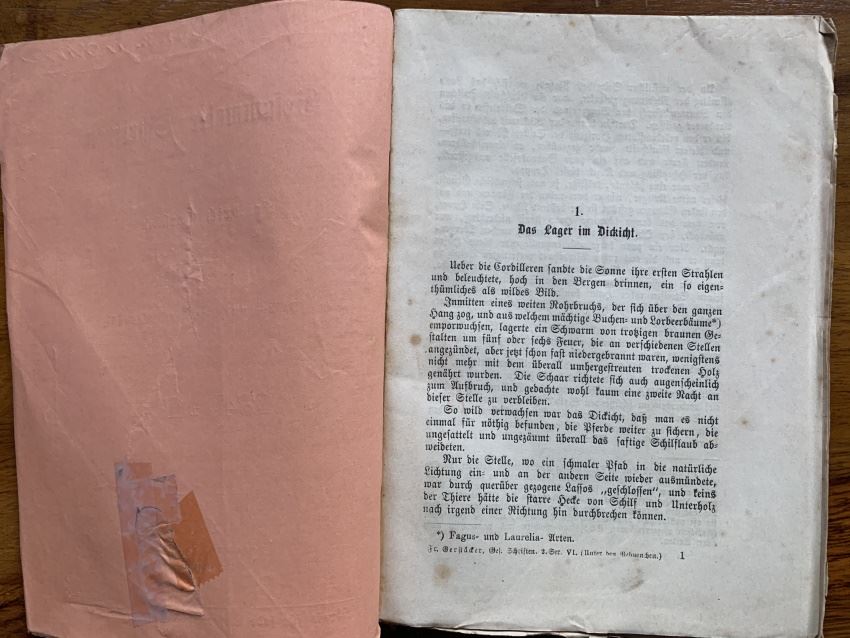 1.
Das Lager im Dickicht.
Ueber die Cordilleren sandte die Sonne ihre ersten Strahlen
und beleuchtete, hoch in den Bergen drinnen, ein so eigen-
thümliches als wildes Bild.
Inmitten eines weiten Rohrbruchs, der sich über den ganzen
Hang zog, und aus welchem mächtige Buchen- und Lorbeerbäume*)
emporwuchsen, lagerte ein Schwarm von trotzigen braunen Ge-
stalten um fünf oder sechs Feuer, die an verschiedenen Stellen
angezündet, aber jetzt schon fast niedergebrannt waren, wenigstens
nicht mehr mit dem überall umhergestreuten trockenen Holz
genährt wurden. Die Schaar richtete sich auch augenscheinlich
zum Aufbruch, und gedachte wohl kaum eine zweite Nacht an
dieser Stelle zu verbleiben.
So wild verwachsen war das Dickicht, daß man es nicht
einmal für nöthig befunden, die Pferde weiter zu sichern, die
ungesattelt und ungezäumt überall das saftige Schilflaub ab-
weideten.
Nur die Stelle, wo ein schmaler Pfad in die natürliche
Lichtung ein- und an der andern Seite wieder ausmündete,
war durch querüber gezogene Lassos „geschlossen", und keins
der Thiere hätte die starre Hecke von Schilf und Unterholz
nach irgend einer Richtung hin durchbrechen können.
*) Fagus- und Laurelia- Arten.
Fr. Gerstäcker, Ges. Schriften. 2. Ser. VI. (Unter den Pehuenchen.) 1